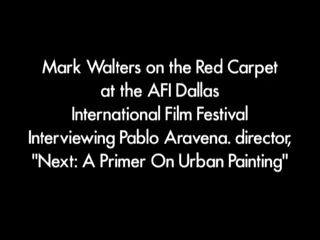 Mark Walters on the Red Carpet
at the AFI Dallas
International Film Festival
Interviewing Pablo Aravena. director,
"Next: A Primer On Urban Painting"